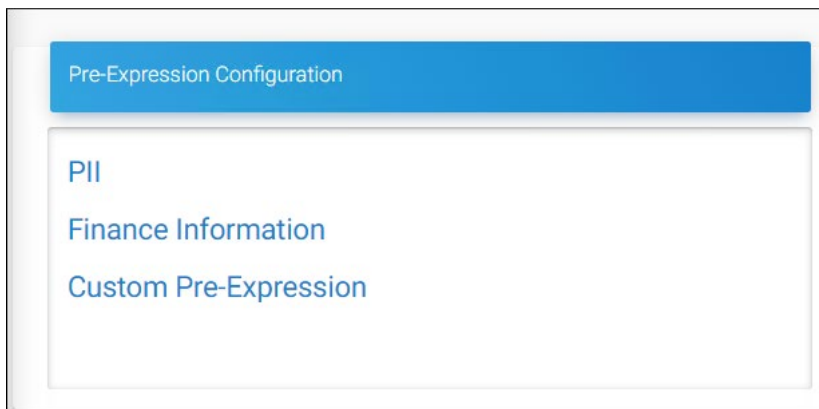 Pre-Expression Configuration
PII
Finance Information
Custom Pre-Expression